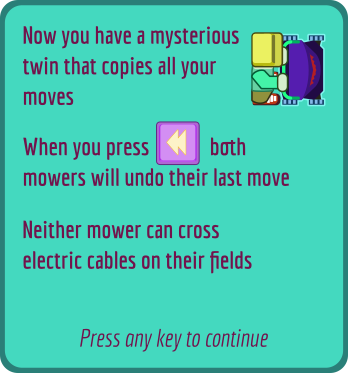 Now you have a mysterious
twin that copies all your
moves
When you press both
mowers will undo their last move
Neither mower can cross
electric cables on their fields
Press any key to continue